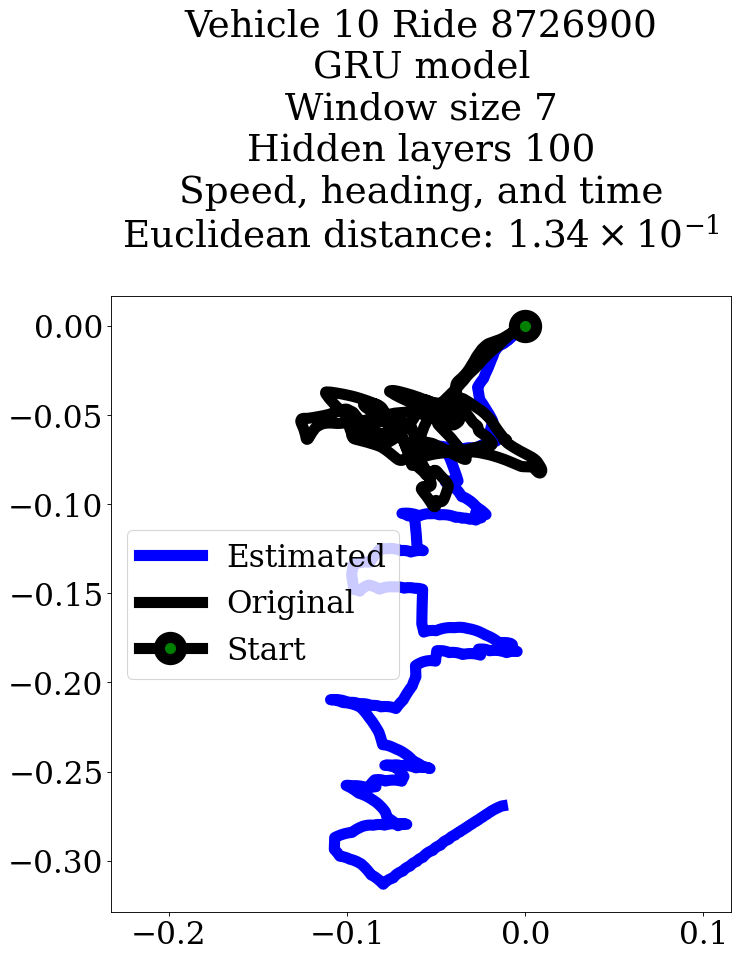 Vehicle 10 Ride 8726900
GRU model
Window size 7
Hidden layers 100
Speed, heading, and time
Euclidean distance: 1.34 × 10⁻¹
0.00
−0.05
−0.10
−0.15
−0.20
−0.25
−0.30
Estimated
Original
Start
−0.2
−0.1
0.0
0.1